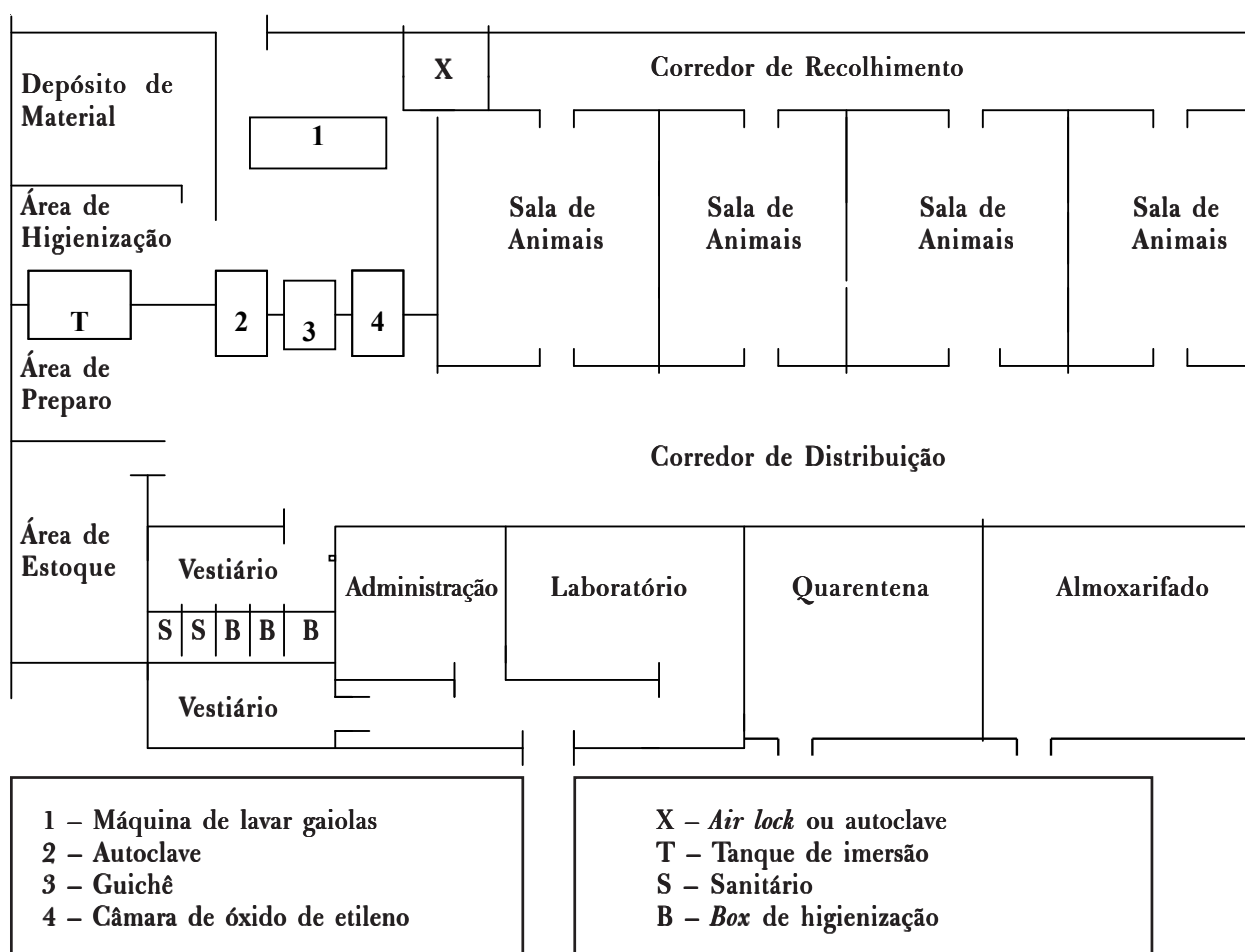 Corredor de Recolhimento
X
Depósito de
Material
1
Área de
Higienização
Sala de
Animais
Sala de
Animais
Sala de
Animais
Sala de
Animais
T
2
3
4
Área de
Preparo
Corredor de Distribuição
Área de
Estoque
Vestiário
Administração
Laboratório
Quarentena
Almoxarifado
S
S
B
B
B
Vestiário
1 – Máquina de lavar gaiolas
2 – Autoclave
3 – Guichê
4 – Câmara de óxido de etileno
X – Air lock ou autoclave
T – Tanque de imersão
S – Sanitário
B – Box de higienização